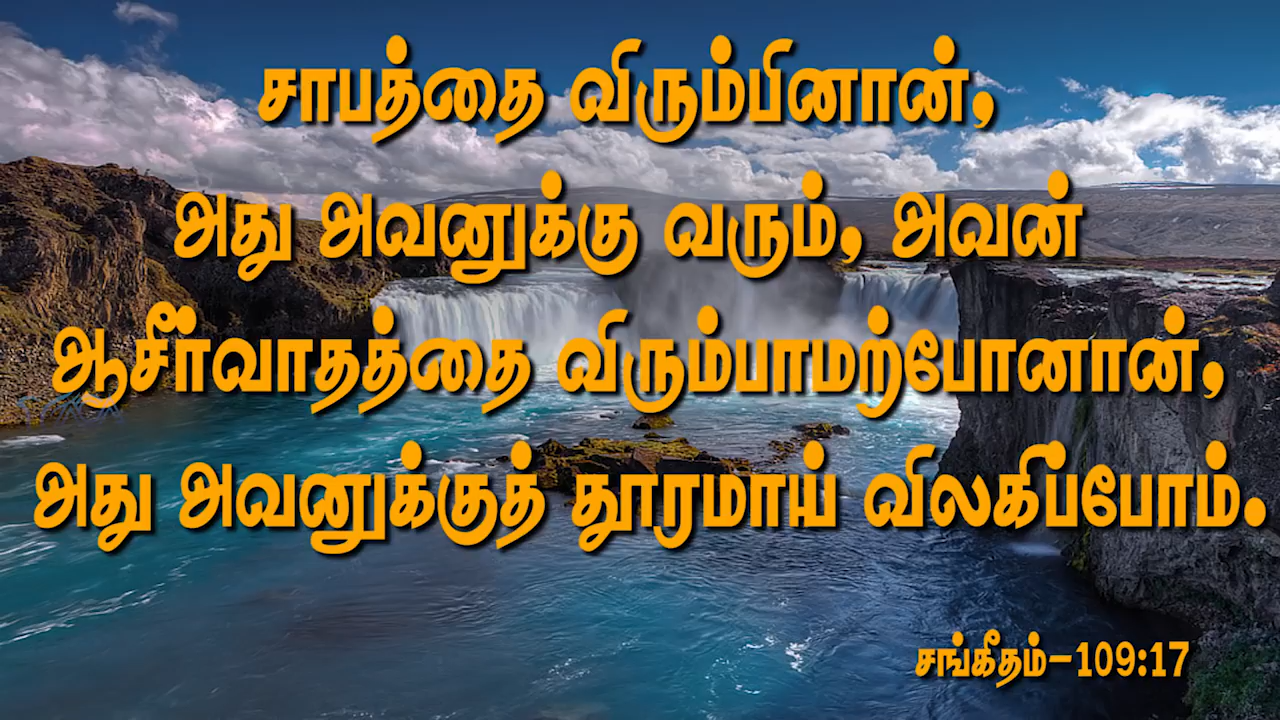 சாபத்தை விரும்பினான்,
அது அவனுக்கு வரும், அவன்
ஆசீர்வாதத்தை விரும்பாமற்போனான்,
அது அவனுக்குத் தூரமாய் விலகிப்போம்.
சங்கீதம்-109:17